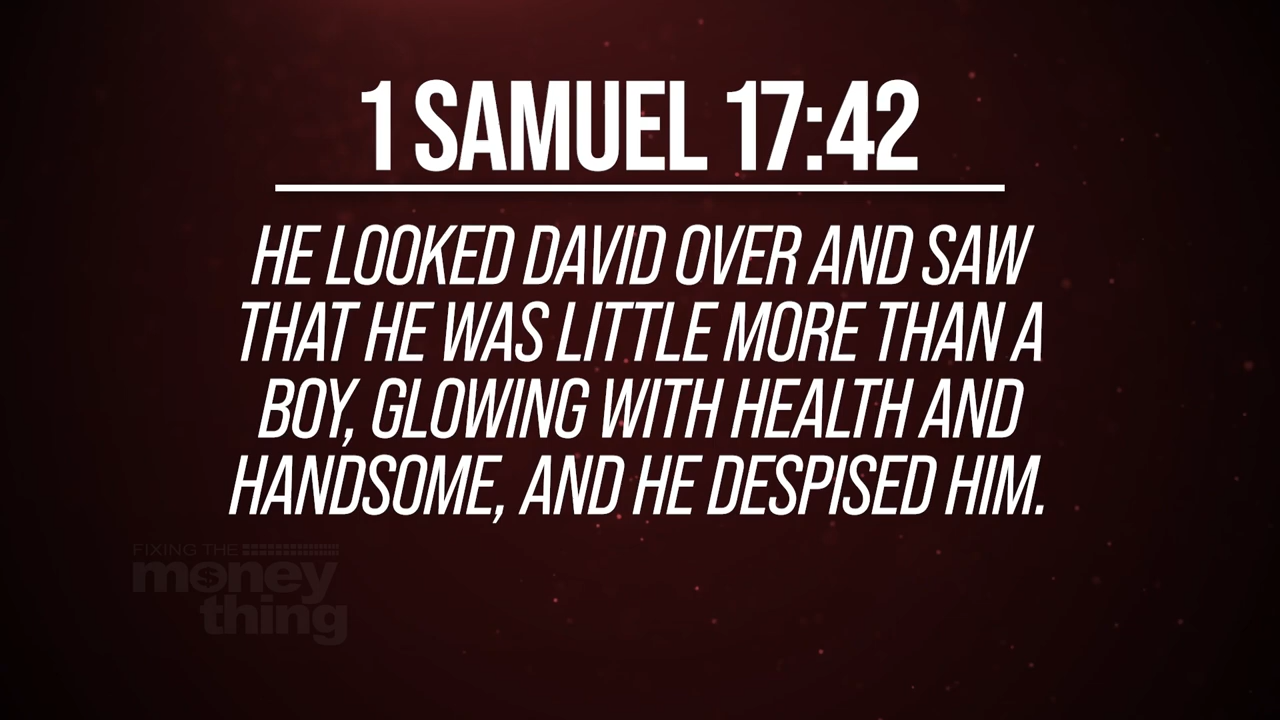 1 SAMUEL 17:42
HE LOOKED DAVID OVER AND SAW
THAT HE WAS LITTLE MORE THAN A
BOY, GLOWING WITH HEALTH AND
HANDSOME, AND HE DESPISED HIM.
FIXING THE
money
thing